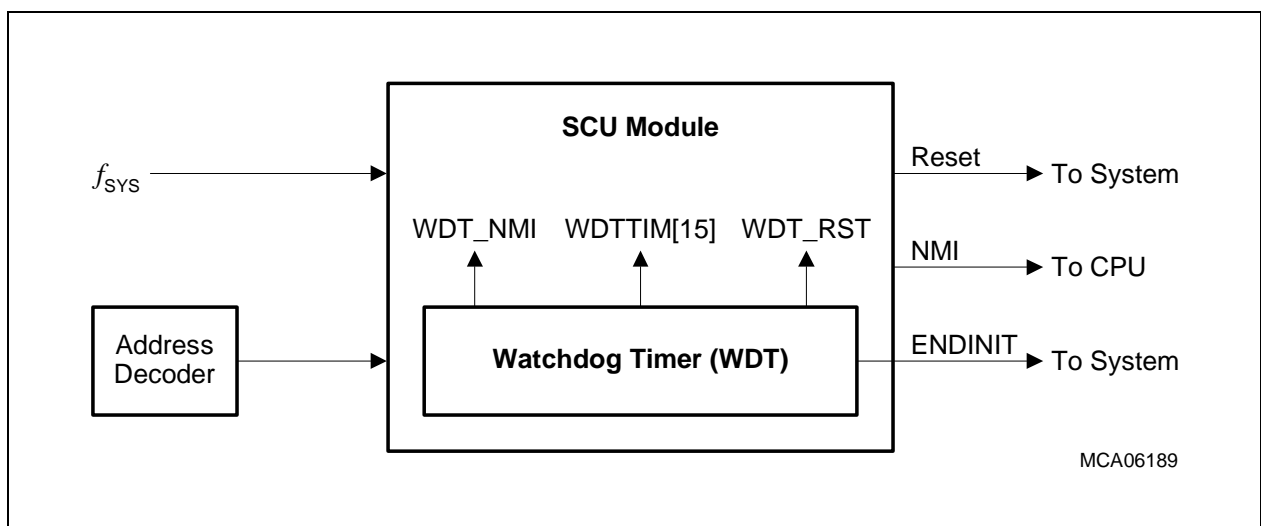 SCU Module
f_SYS
Reset
To System
WDT_NMI WDTTIM[15] WDT_RST
NMI
To CPU
Address
Decoder
Watchdog Timer (WDT)
ENDINIT
To System
MCA06189